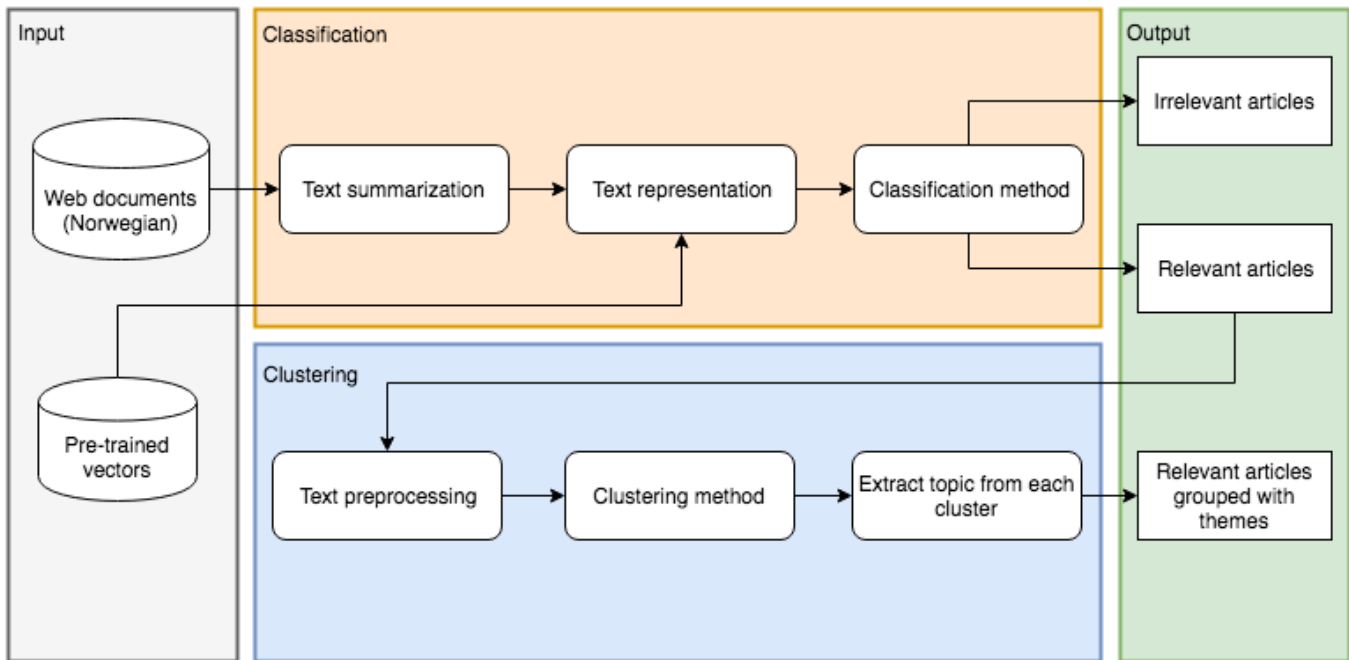 Input
Web documents
(Norwegian)
Pre-trained
vectors
Classification
Text summarization
Text representation
Classification method
Clustering
Text preprocessing
Clustering method
Extract topic from each
cluster
Output
Irrelevant articles
Relevant articles
Relevant articles
grouped with
themes